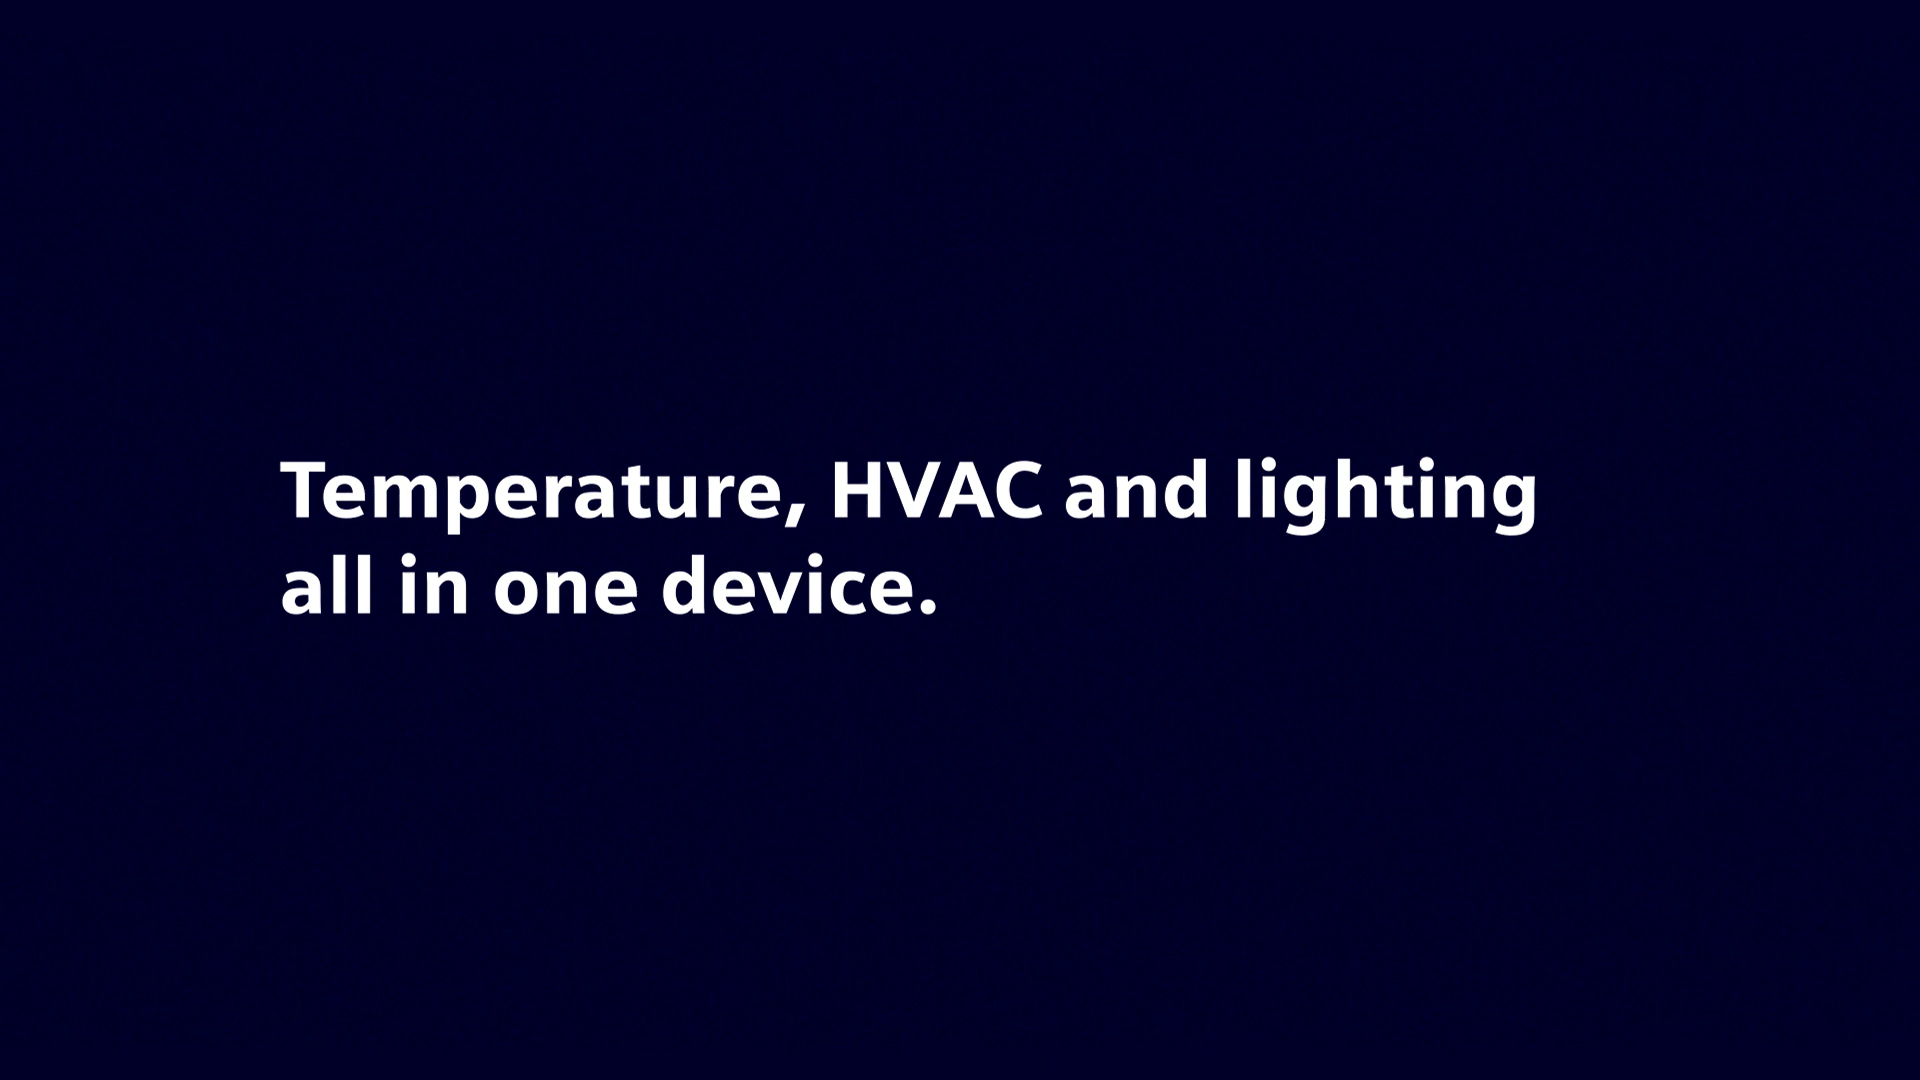 Temperature, HVAC and lighting
all in one device.